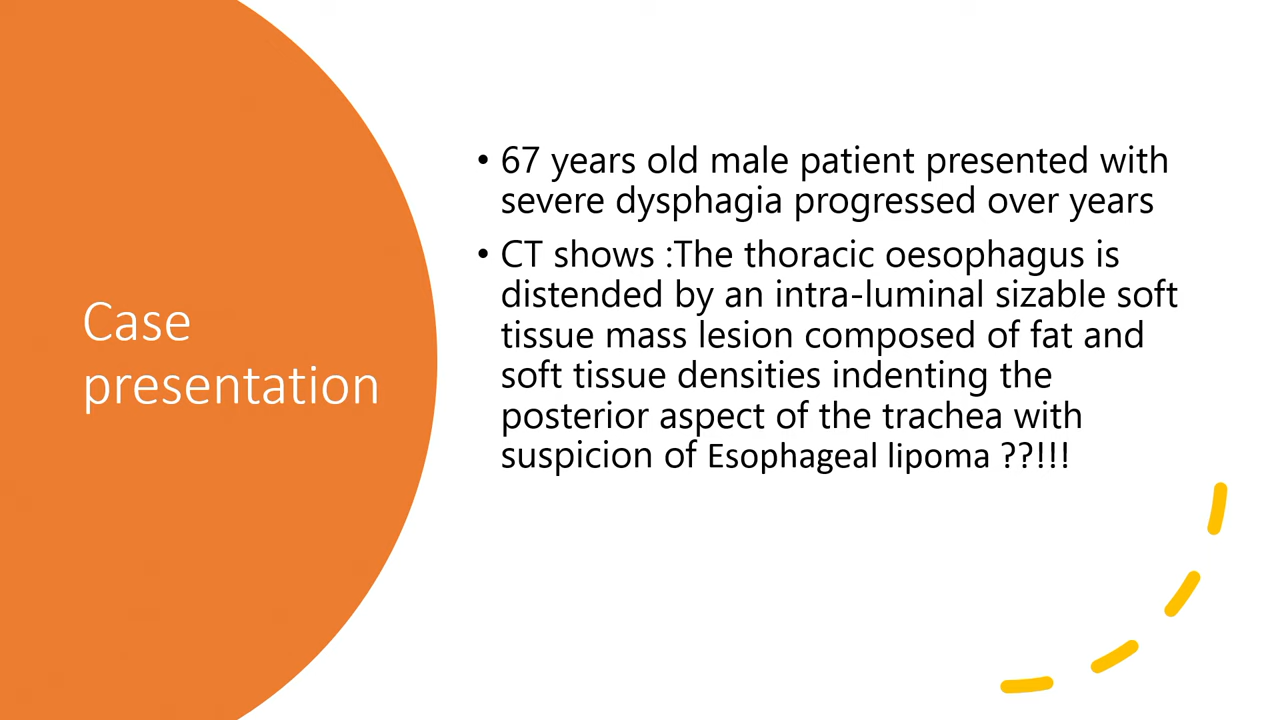 Case
presentation
• 67 years old male patient presented with
severe dysphagia progressed over years
• CT shows :The thoracic oesophagus is
distended by an intra-luminal sizable soft
tissue mass lesion composed of fat and
soft tissue densities indenting the
posterior aspect of the trachea with
suspicion of Esophageal lipoma ??!!!